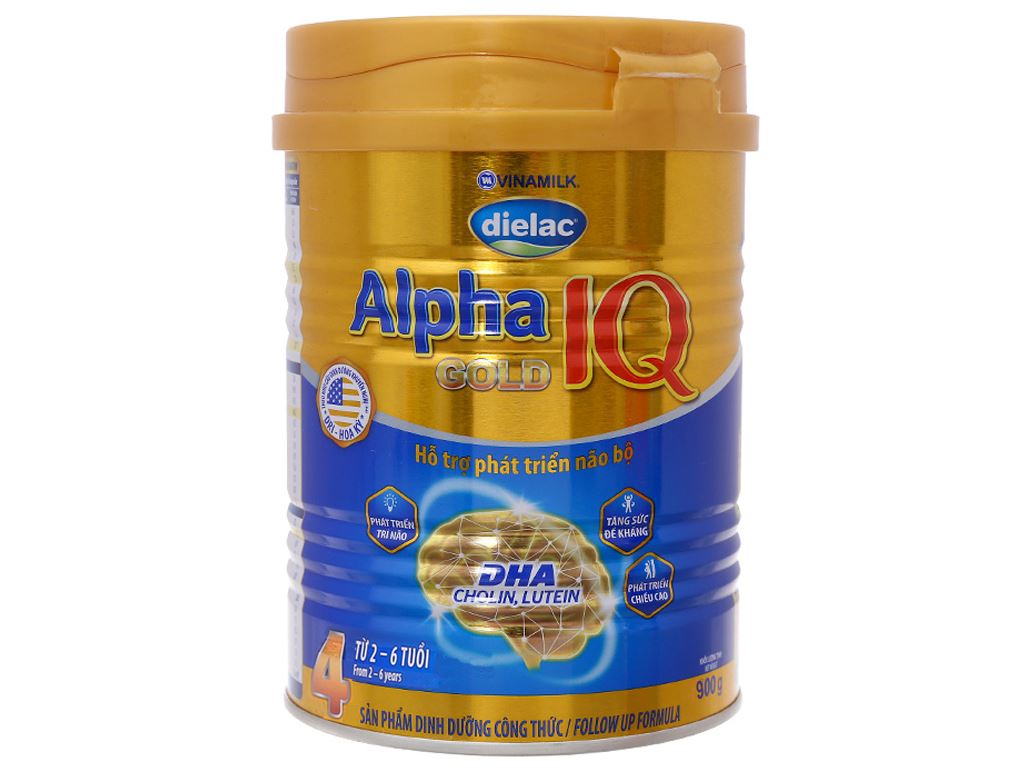 VINAMILK
dielac
Alpha IQ
GOLD
DRI - HOA KỲ
Hỗ trợ phát triển não bộ
PHÁT TRIỂN
TRÍ NÃO
TĂNG SỨC
ĐỀ KHÁNG
DHA
CHOLIN, LUTEIN
PHÁT TRIỂN
CHIỀU CAO
4
TỪ 2 – 6 TUỔI
From 2 – 6 years
900g
SẢN PHẨM DINH DƯỠNG CÔNG THỨC / FOLLOW UP FORMULA